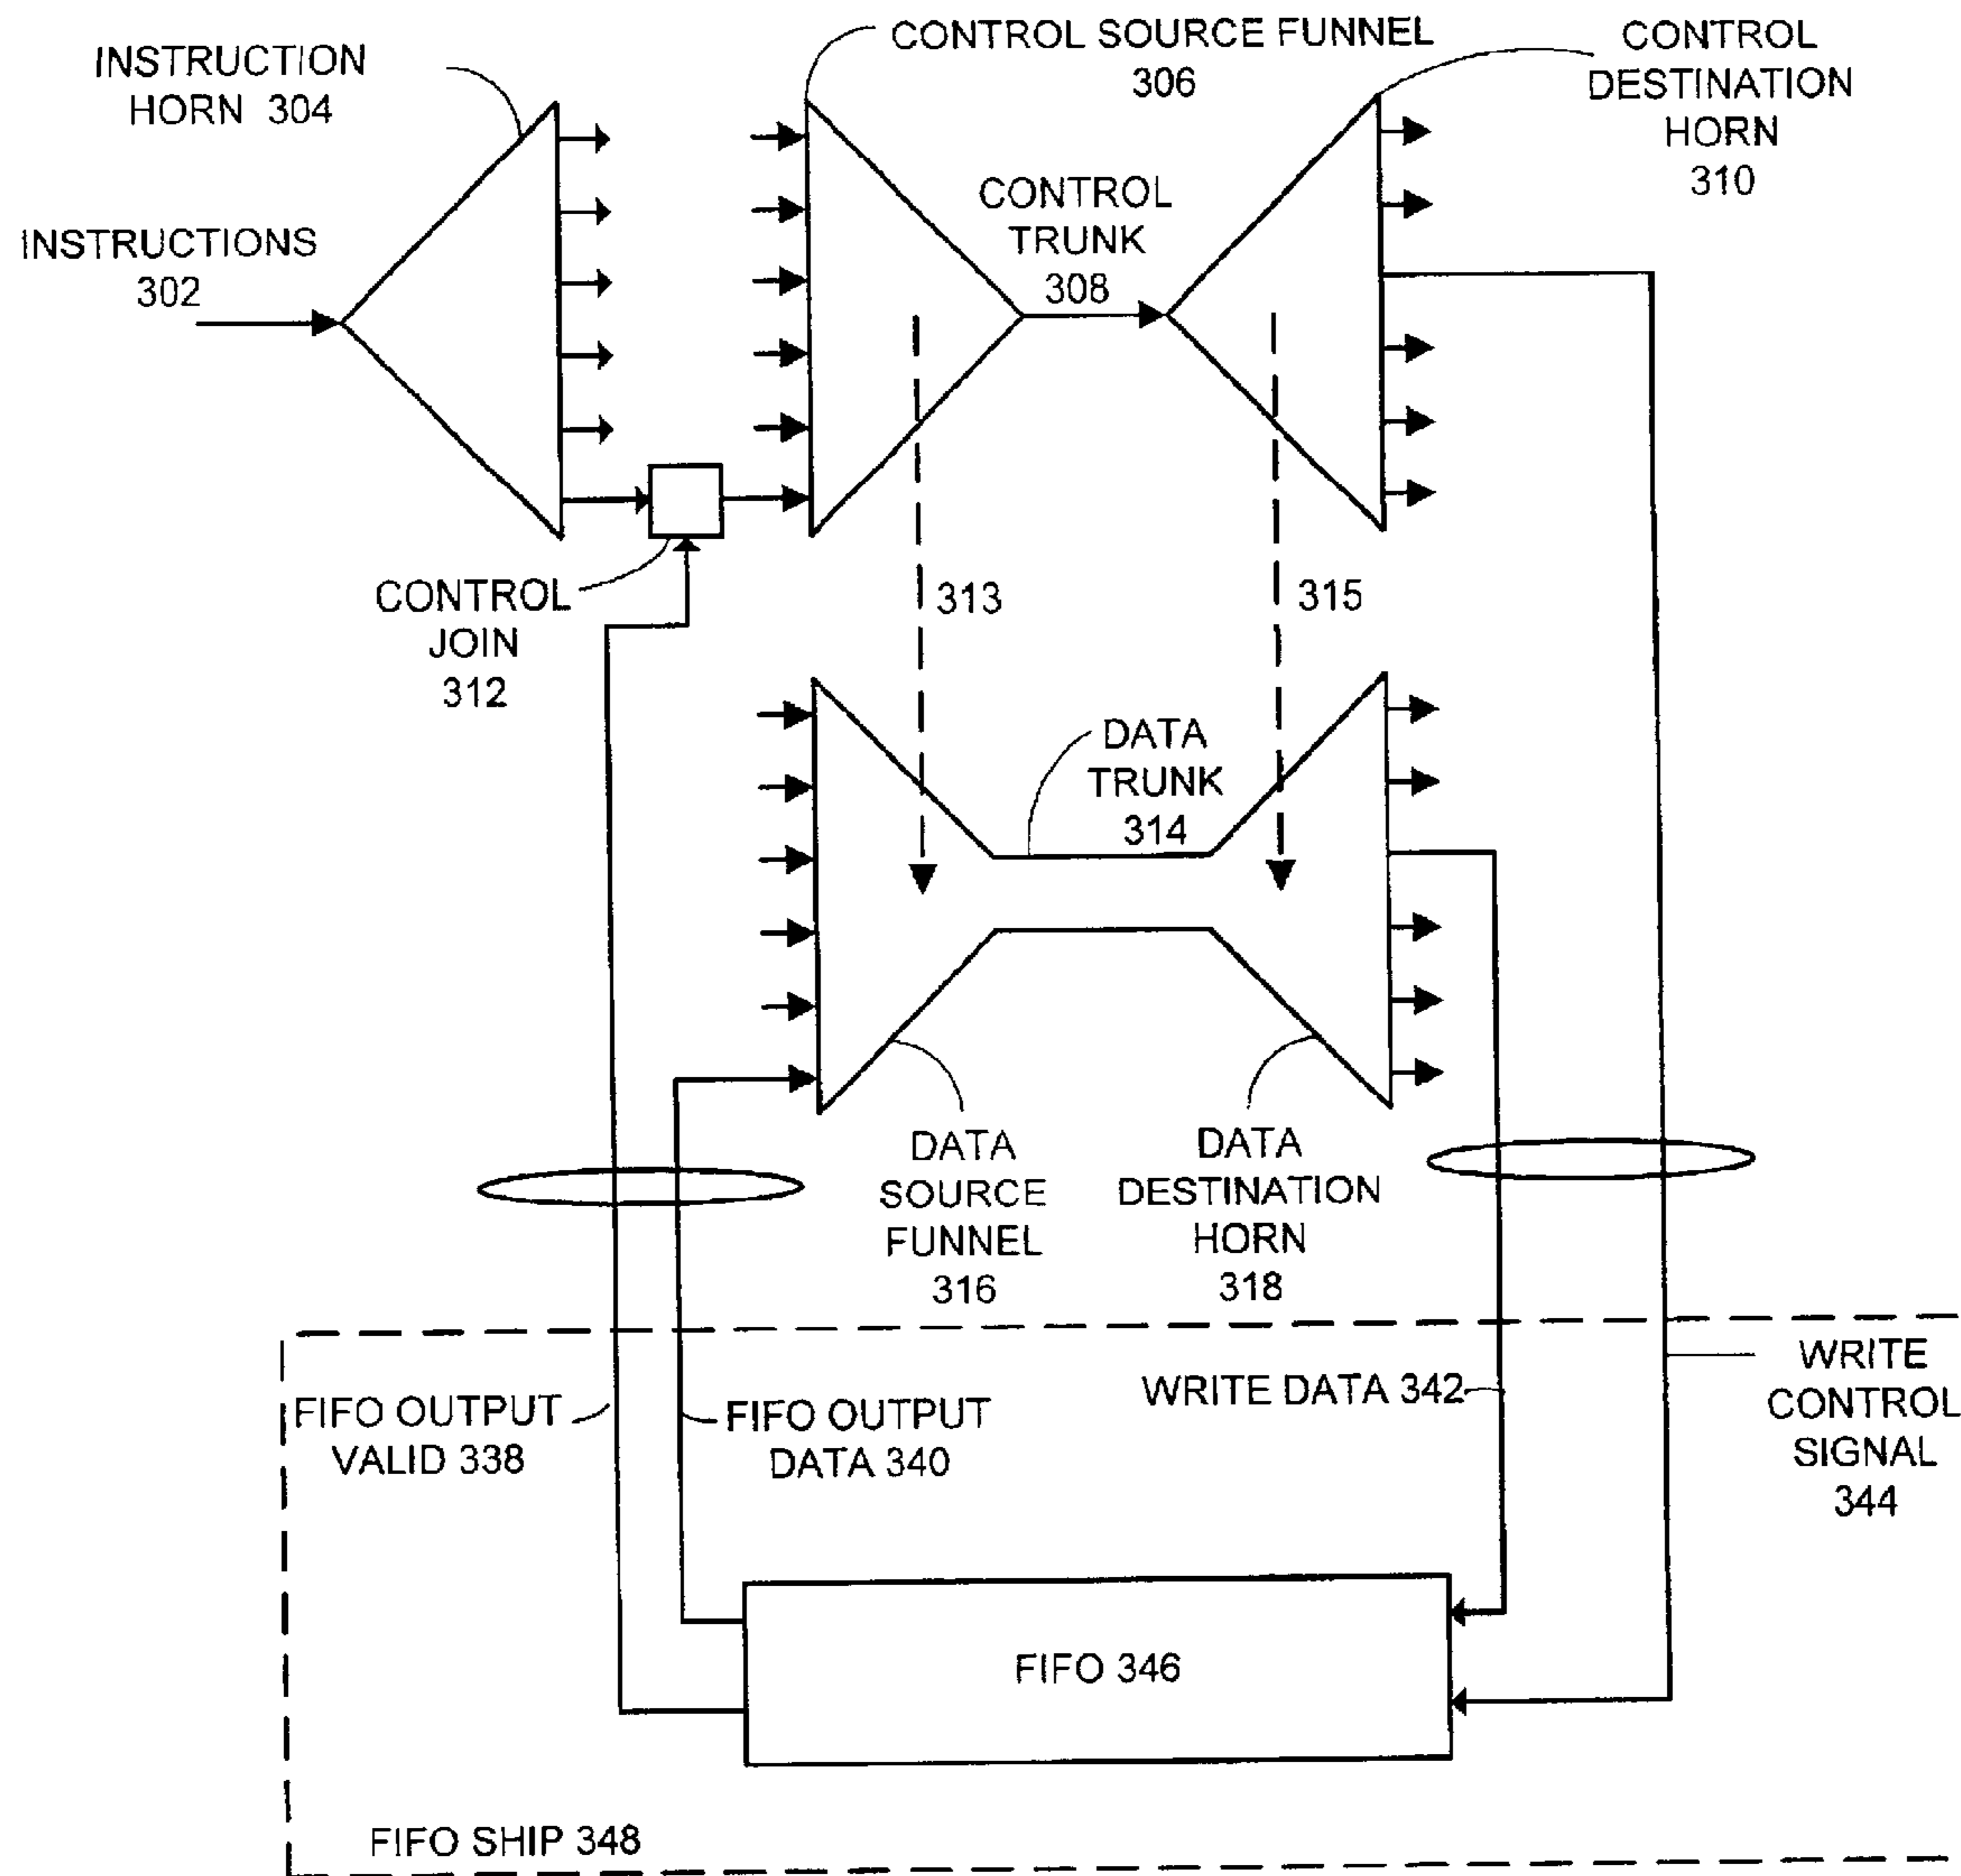 INSTRUCTION
HORN 304
CONTROL SOURCE FUNNEL
306
CONTROL
DESTINATION
HORN
310
INSTRUCTIONS
302
CONTROL
TRUNK
308
CONTROL
JOIN
312
313
315
DATA
TRUNK
314
DATA
SOURCE
FUNNEL
316
DATA
DESTINATION
HORN
318
FIFO OUTPUT
VALID 338
FIFO OUTPUT
DATA 340
WRITE DATA 342
WRITE
CONTROL
SIGNAL
344
FIFO 346
FIFO SHIP 348